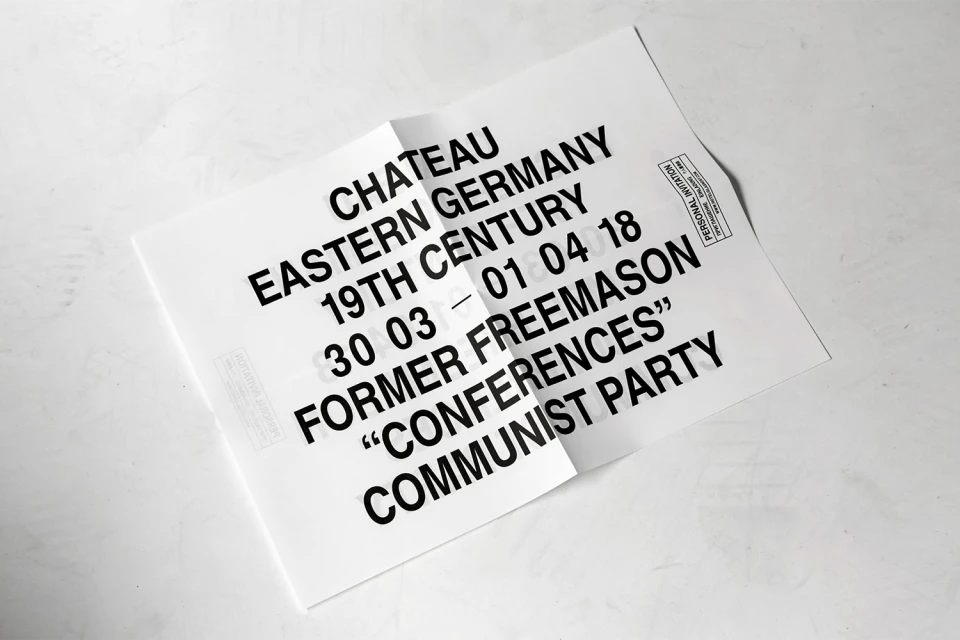 CHATEAU
EASTERN GERMANY
19TH CENTURY
30 03 — 01 04 18
FORMER FREEMASON
“CONFERENCES”
COMMUNIST PARTY
PERSONAL INVITATION